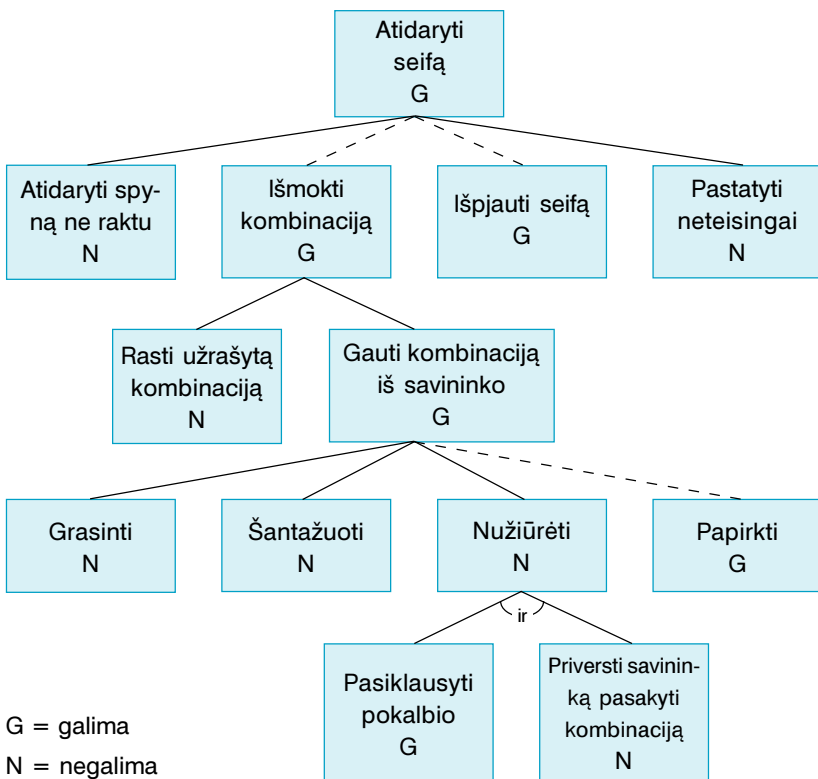 Atidaryti
seifą
G
Atidaryti spy-
ną ne raktu
N
Išmokti
kombinaciją
G
Išpjauti seifą
G
Pastatyti
neteisingai
N
Rasti užrašytą
kombinaciją
N
Gauti kombinaciją
iš savininko
G
Grasinti
N
Šantažuoti
N
Nužiūrėti
N
Papirkti
G
ir
Pasiklausyti
pokalbio
G
Priversti savinin-
ką pasakyti
kombinaciją
N
G = galima
N = negalima